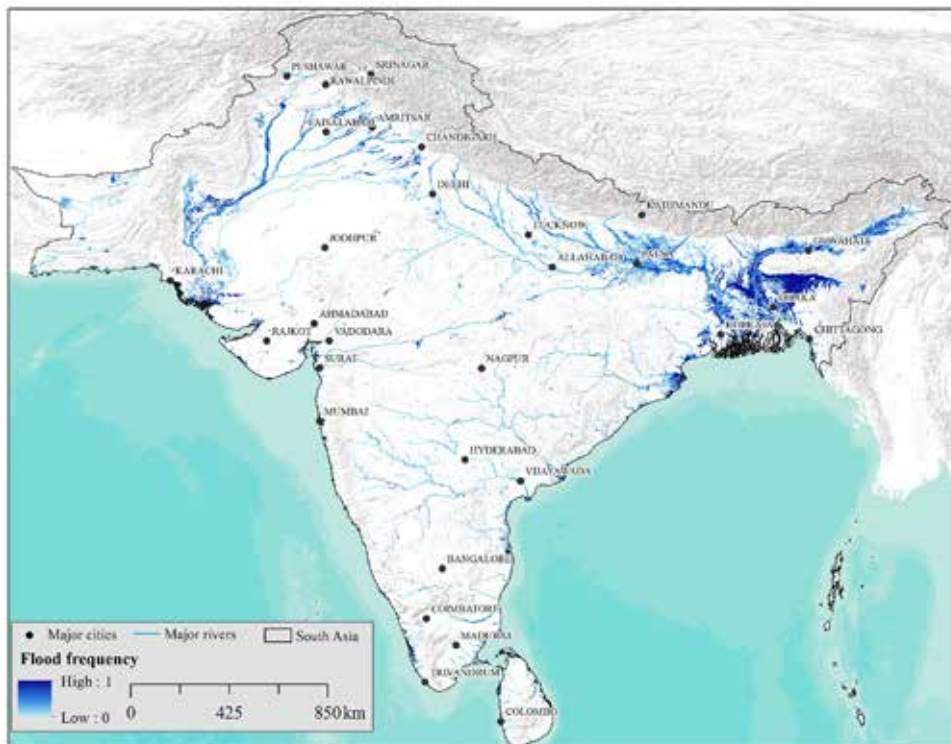 PESHAWAR
SRINAGAR
RAWALPINDI
FAISALABAD
AMRITSAR
CHANDIGARH
DELHI
KATHMANDU
LUCKNOW
GUWAHATI
JODHPUR
ALLAHABAD
PATNA
KARACHI
DHAKA
AHMADABAD
KOLKATA
CHITTAGONG
RAJKOT
VADODARA
SURAT
NAGPUR
MUMBAI
HYDERABAD
VIJAYAWADA
BANGALORE
COIMBATORE
MADURAI
TRIVANDRUM
COLOMBO
Major cities
Major rivers
South Asia
Flood frequency
High : 1
Low : 0
0 425 850 km